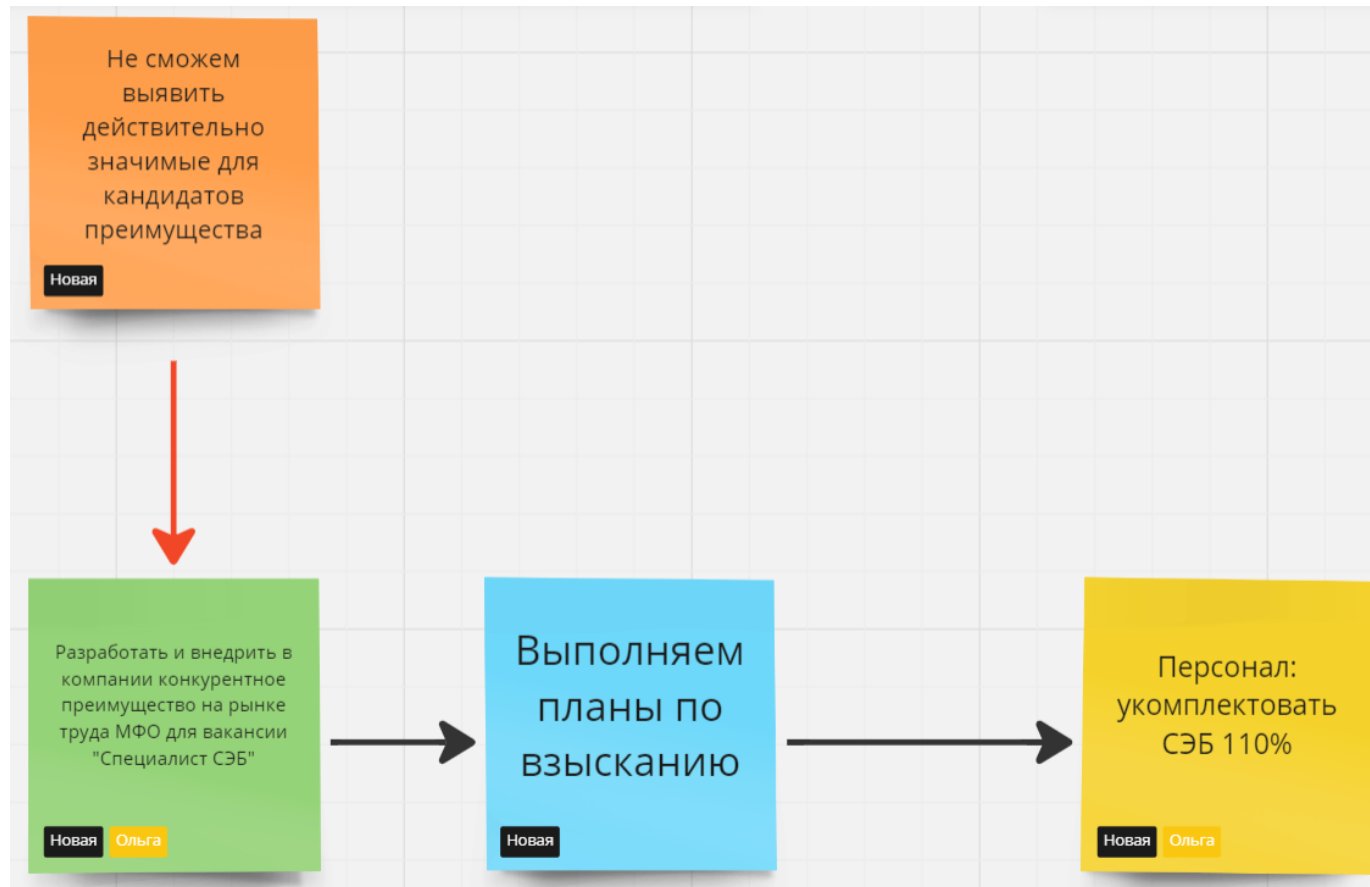 Не сможем
выявить
действительно
значимые для
кандидатов
преимущества
Новая
Разработать и внедрить в
компании конкурентное
преимущество на рынке
труда МФО для вакансии
"Специалист СЭБ"
Новая Ольга
Выполняем
планы по
взысканию
Новая
Персонал:
укомплектовать
СЭБ 110%
Новая Ольга